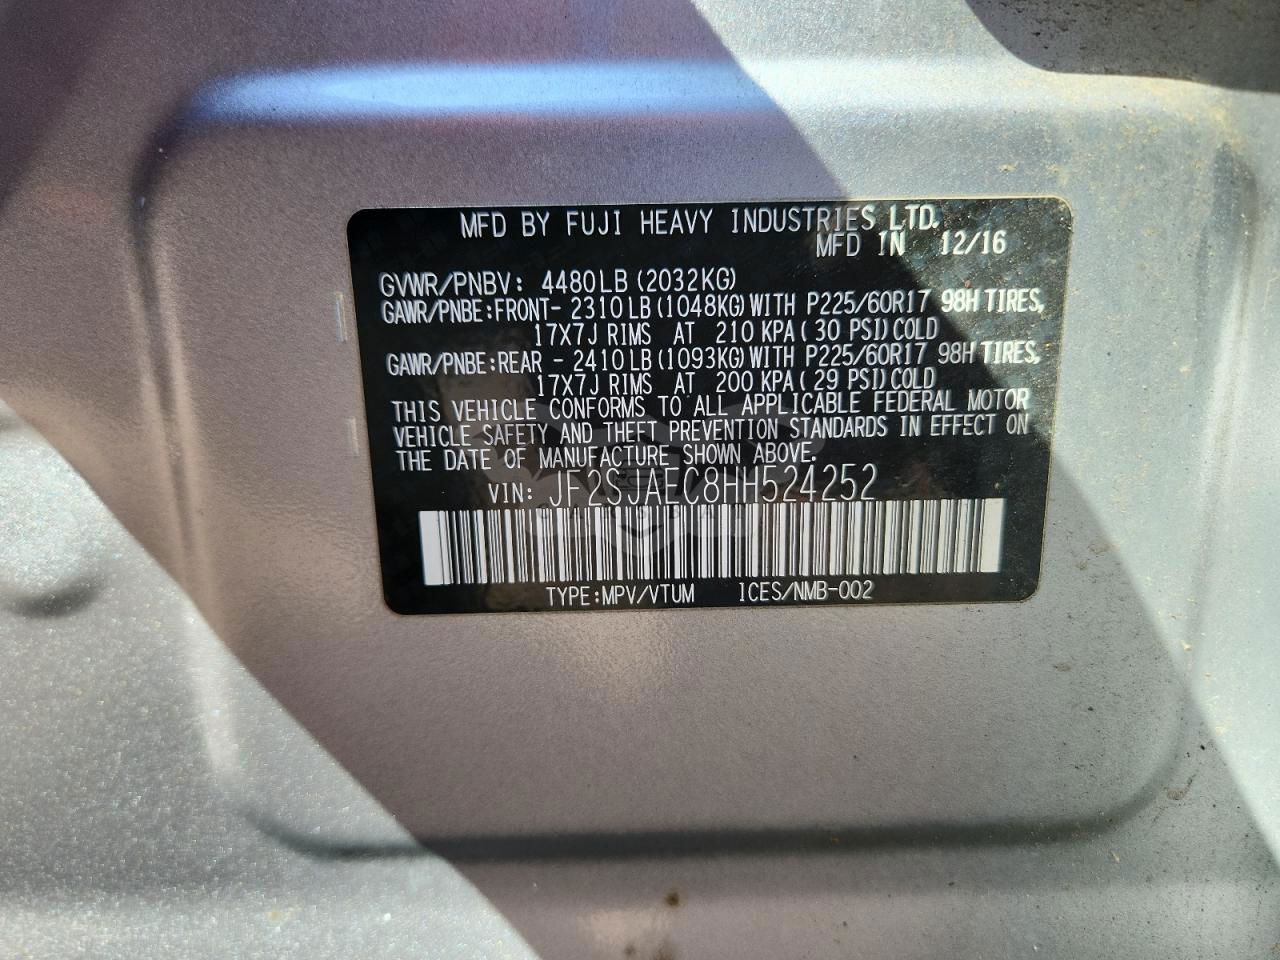 MFD BY FUJI HEAVY INDUSTRIES LTD.
MFD IN 12/16
GVWR/PNBV: 4480LB (2032KG)
GAWR/PNBE:FRONT- 2310LB (1048KG) WITH P225/60R17 98H TIRES,
17X7J RIMS AT 210 KPA ( 30 PSI) COLD
GAWR/PNBE:REAR - 2410LB (1093KG) WITH P225/60R17 98H TIRES,
17X7J RIMS AT 200 KPA ( 29 PSI) COLD
THIS VEHICLE CONFORMS TO ALL APPLICABLE FEDERAL MOTOR
VEHICLE SAFETY AND THEFT PREVENTION STANDARDS IN EFFECT ON
THE DATE OF MANUFACTURE SHOWN ABOVE.
VIN: JF2SJAEC8HH524252
TYPE:MPV/VTUM ICES/NMB-002